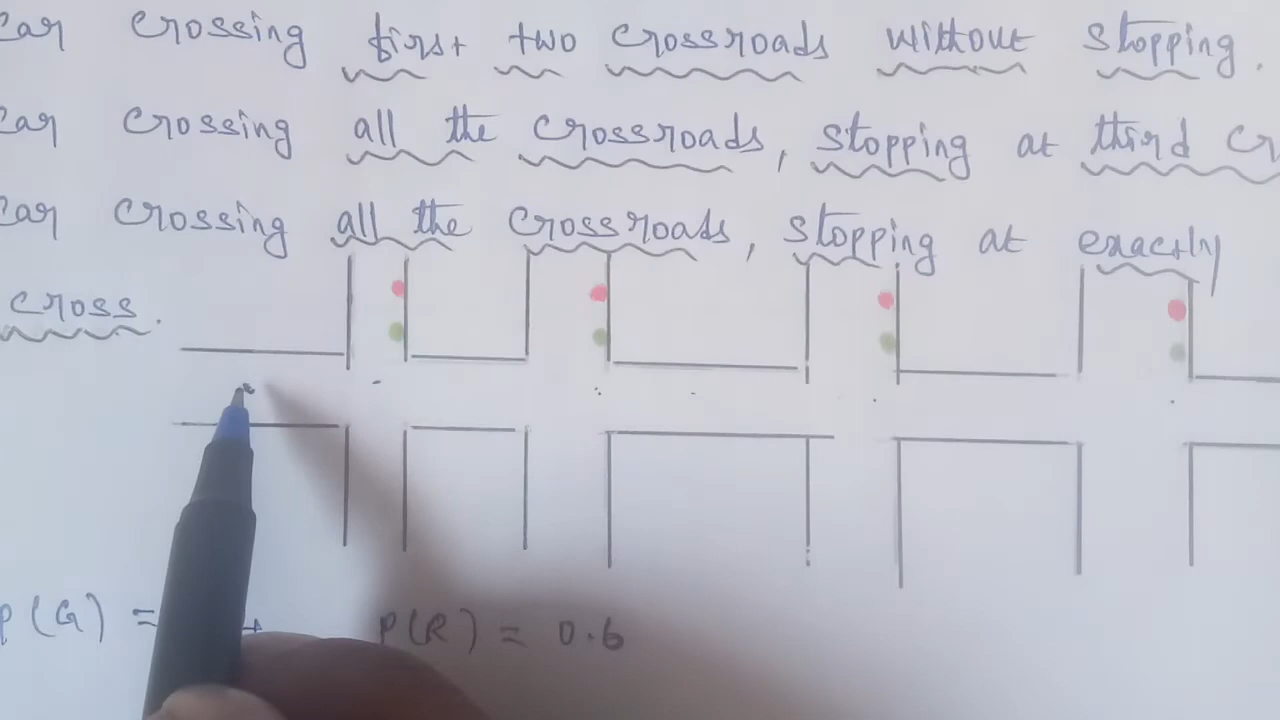 car crossing first two crossroads without stopping.
car crossing all the crossroads, stopping at third
car crossing all the crossroads, stopping at exactly
cross.
P(G) = P(R) = 0.6